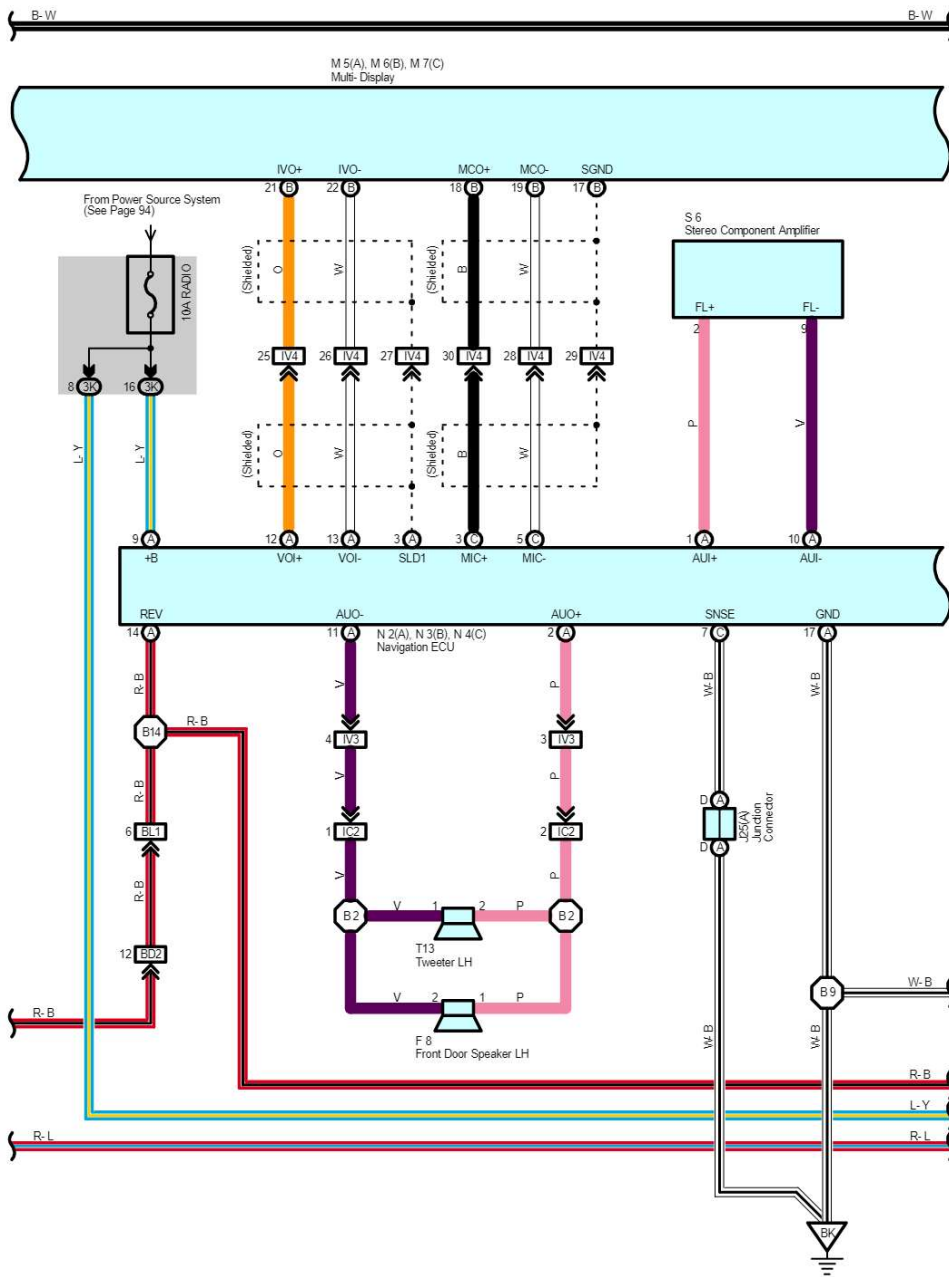 B- W
B- W
M 5(A), M 6(B), M 7(C)
Multi- Display
IVO+
IVO-
MCO+
MCO-
SGND
21 B
22 B
18 B
19 B
17 B
From Power Source System
(See Page 94)
S 6
Stereo Component Amplifier
(Shielded)
O
W
(Shielded)
B
W
10A RADIO
FL+
FL-
2
9
25 IV4
26 IV4
27 IV4
30 IV4
28 IV4
29 IV4
8 3K
16 3K
L- Y
L- Y
(Shielded)
O
W
(Shielded)
B
W
P
V
9 A
12 A
13 A
3 A
3 C
5 C
1 A
10 A
+B
VOI+
VOI-
SLD1
MIC+
MIC-
AUI+
AUI-
REV
AUO-
AUO+
SNSE
GND
14 A
11 A
N 2(A), N 3(B), N 4(C)
Navigation ECU
2 A
7 C
17 A
R- B
V
P
W- B
W- B
B14
R- B
4 IV3
3 IV3
R- B
V
P
D A
J25(A)
Junction
Connector
D A
6 BL1
1 IC2
2 IC2
R- B
V
P
B 2
V
1
2
P
B 2
T13
Tweeter LH
12 BD2
R- B
V
2
1
P
F 8
Front Door Speaker LH
B 9
W- B
W- B
W- B
R- B
L- Y
R- L
R- L
BK